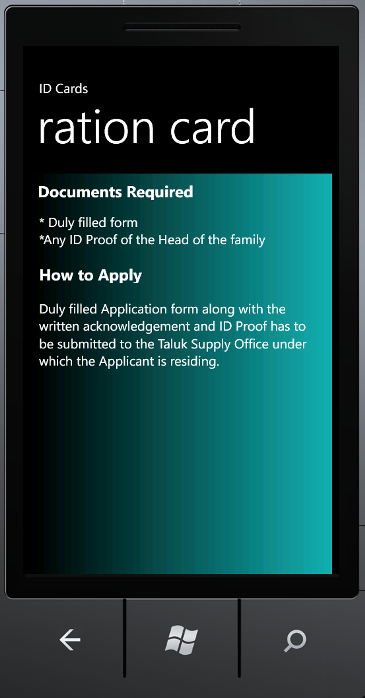 ID Cards
ration card
Documents Required
* Duly filled form
*Any ID Proof of the Head of the family
How to Apply
Duly filled Application form along with the
written acknowledgement and ID Proof has to
be submitted to the Taluk Supply Office under
which the Applicant is residing.